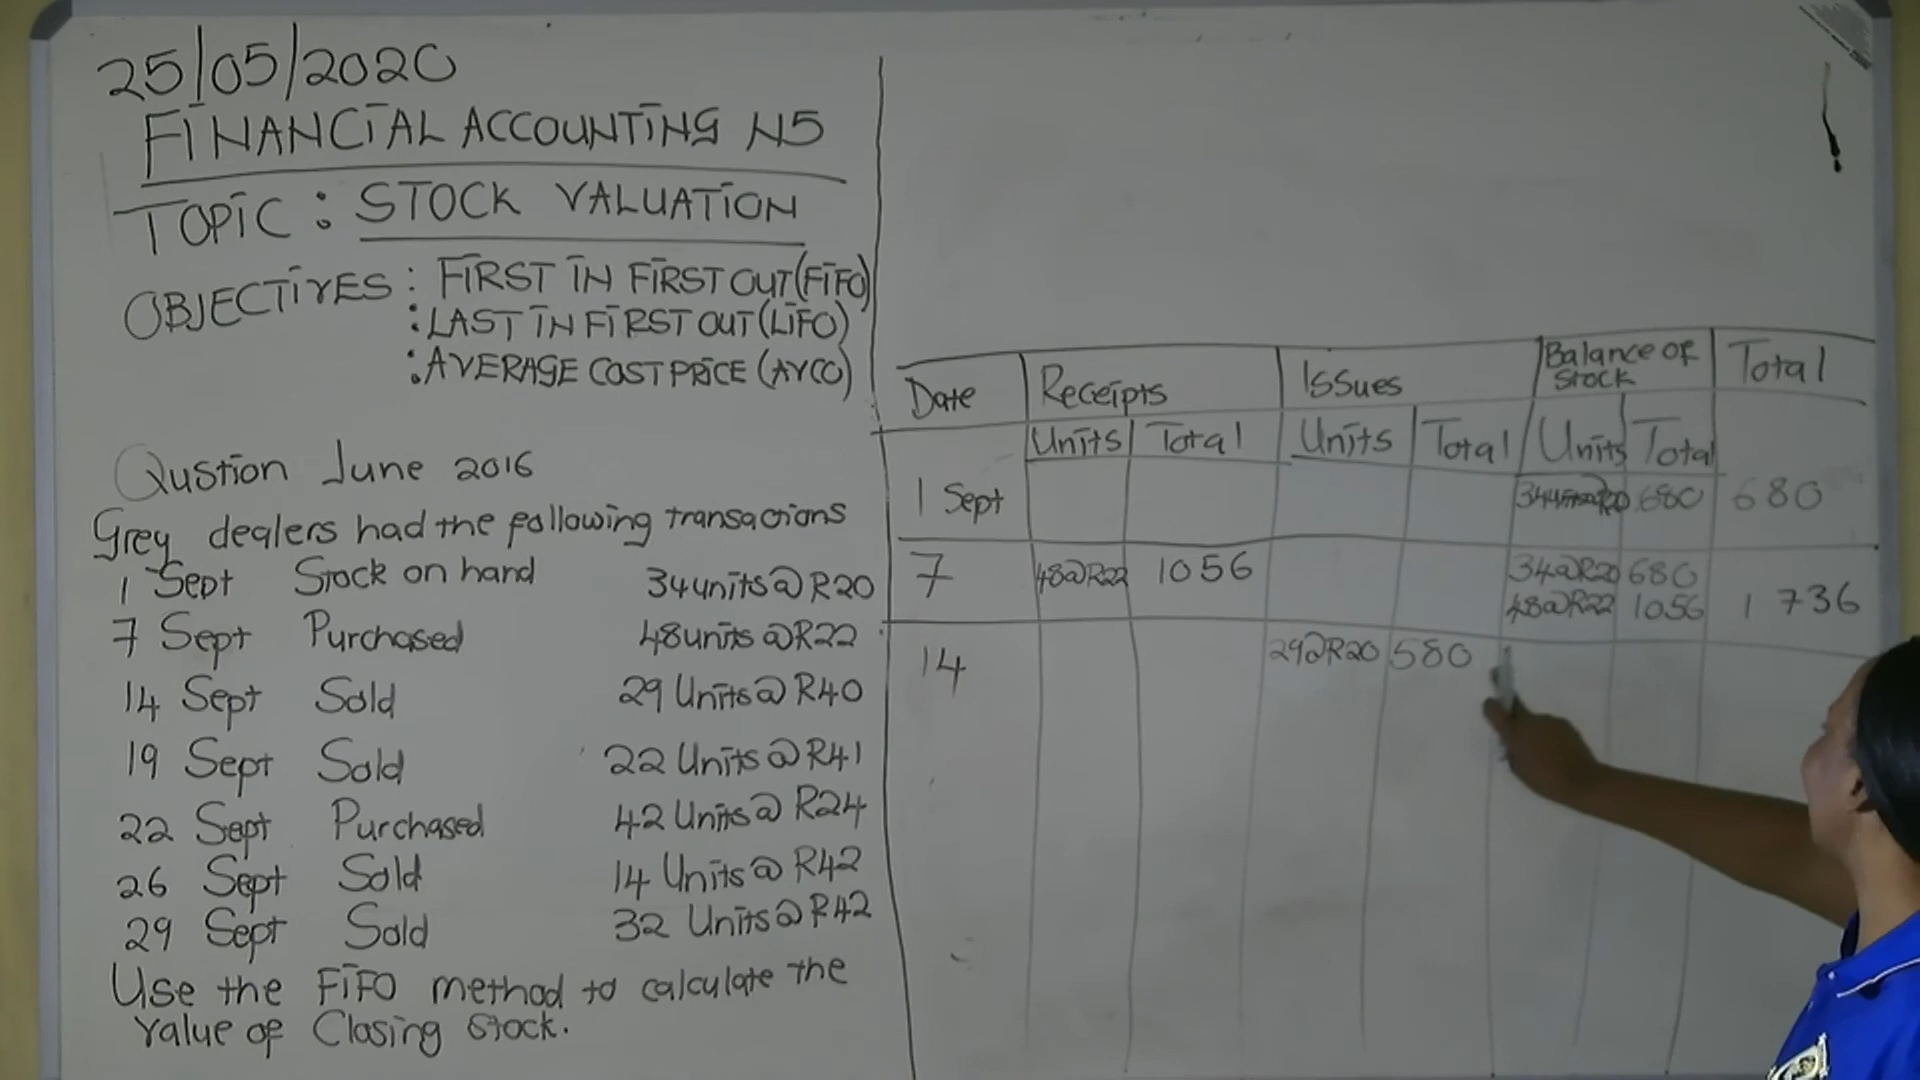 25/05/2020
FINANCIAL ACCOUNTING N5
TOPIC : STOCK VALUATION
OBJECTIVES : FIRST IN FIRST OUT (FIFO)
: LAST IN FIRST OUT (LIFO)
: AVERAGE COST PRICE (AVCO)
Qustion June 2016
Grey dealers had the following transactions
1 Sept Stock on hand 34 units @ R20
7 Sept Purchased 48 units @ R22
14 Sept Sold 29 Units @ R40
19 Sept Sold 22 Units @ R41
22 Sept Purchased 42 Units @ R24
26 Sept Sold 14 Units @ R42
29 Sept Sold 32 Units @ R42
Use the FIFO method to calculate the
value of Closing Stock.
Date Receipts Issues Balance of Stock Total
Units Total Units Total Units Total
1 Sept 680 680
7 48@R22 1056 34@R20 680
48@R22 1056 1 736
14 29@R20 580